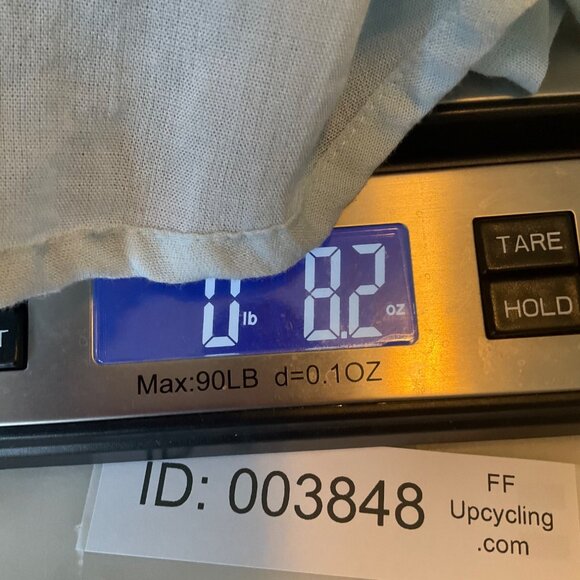 TARE
0 lb 8.2 oz
HOLD
T
Max:90LB d=0.1OZ
ID: 003848
FF
Upcycling
.com